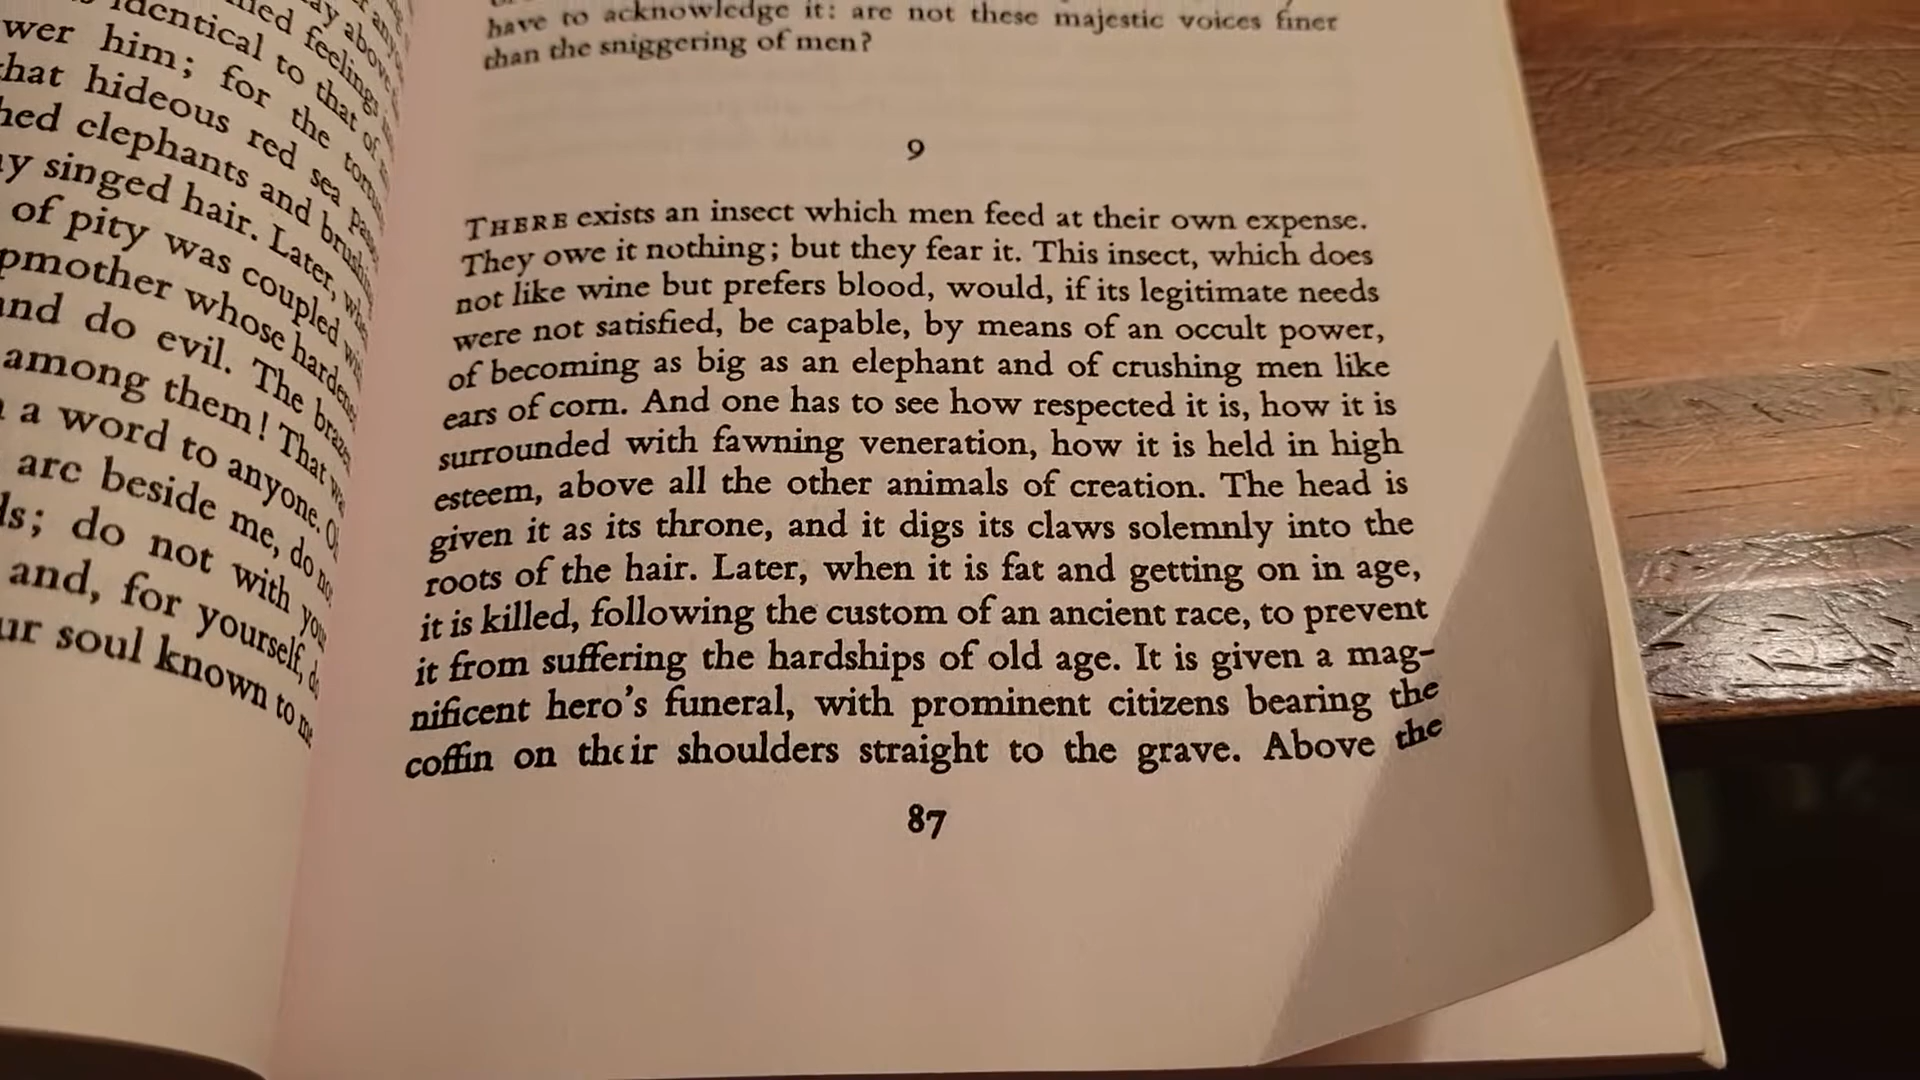 identical to that of
wer him; for the
that hideous red sea
hed elephants and
y singed hair. Later,
of pity was coupled
pmother whose
and do evil. The
among them! That
a word to anyone.
are beside me, do not
ls; do not with your
and, for yourself, do
ur soul known to me
have to acknowledge it: are not these majestic voices finer
than the sniggering of men?
9
THERE exists an insect which men feed at their own expense.
They owe it nothing; but they fear it. This insect, which does
not like wine but prefers blood, would, if its legitimate needs
were not satisfied, be capable, by means of an occult power,
of becoming as big as an elephant and of crushing men like
ears of corn. And one has to see how respected it is, how it is
surrounded with fawning veneration, how it is held in high
esteem, above all the other animals of creation. The head is
given it as its throne, and it digs its claws solemnly into the
roots of the hair. Later, when it is fat and getting on in age,
it is killed, following the custom of an ancient race, to prevent
it from suffering the hardships of old age. It is given a mag-
nificent hero's funeral, with prominent citizens bearing the
coffin on their shoulders straight to the grave. Above the
87